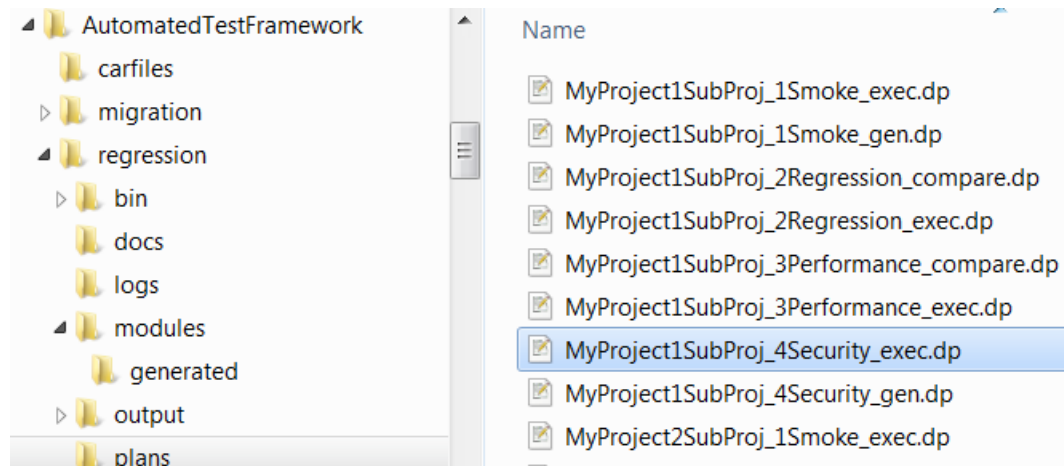 AutomatedTestFramework
carfiles
migration
regression
bin
docs
logs
modules
generated
output
plans
Name
MyProject1SubProj_1Smoke_exec.dp
MyProject1SubProj_1Smoke_gen.dp
MyProject1SubProj_2Regression_compare.dp
MyProject1SubProj_2Regression_exec.dp
MyProject1SubProj_3Performance_compare.dp
MyProject1SubProj_3Performance_exec.dp
MyProject1SubProj_4Security_exec.dp
MyProject1SubProj_4Security_gen.dp
MyProject2SubProj_1Smoke_exec.dp